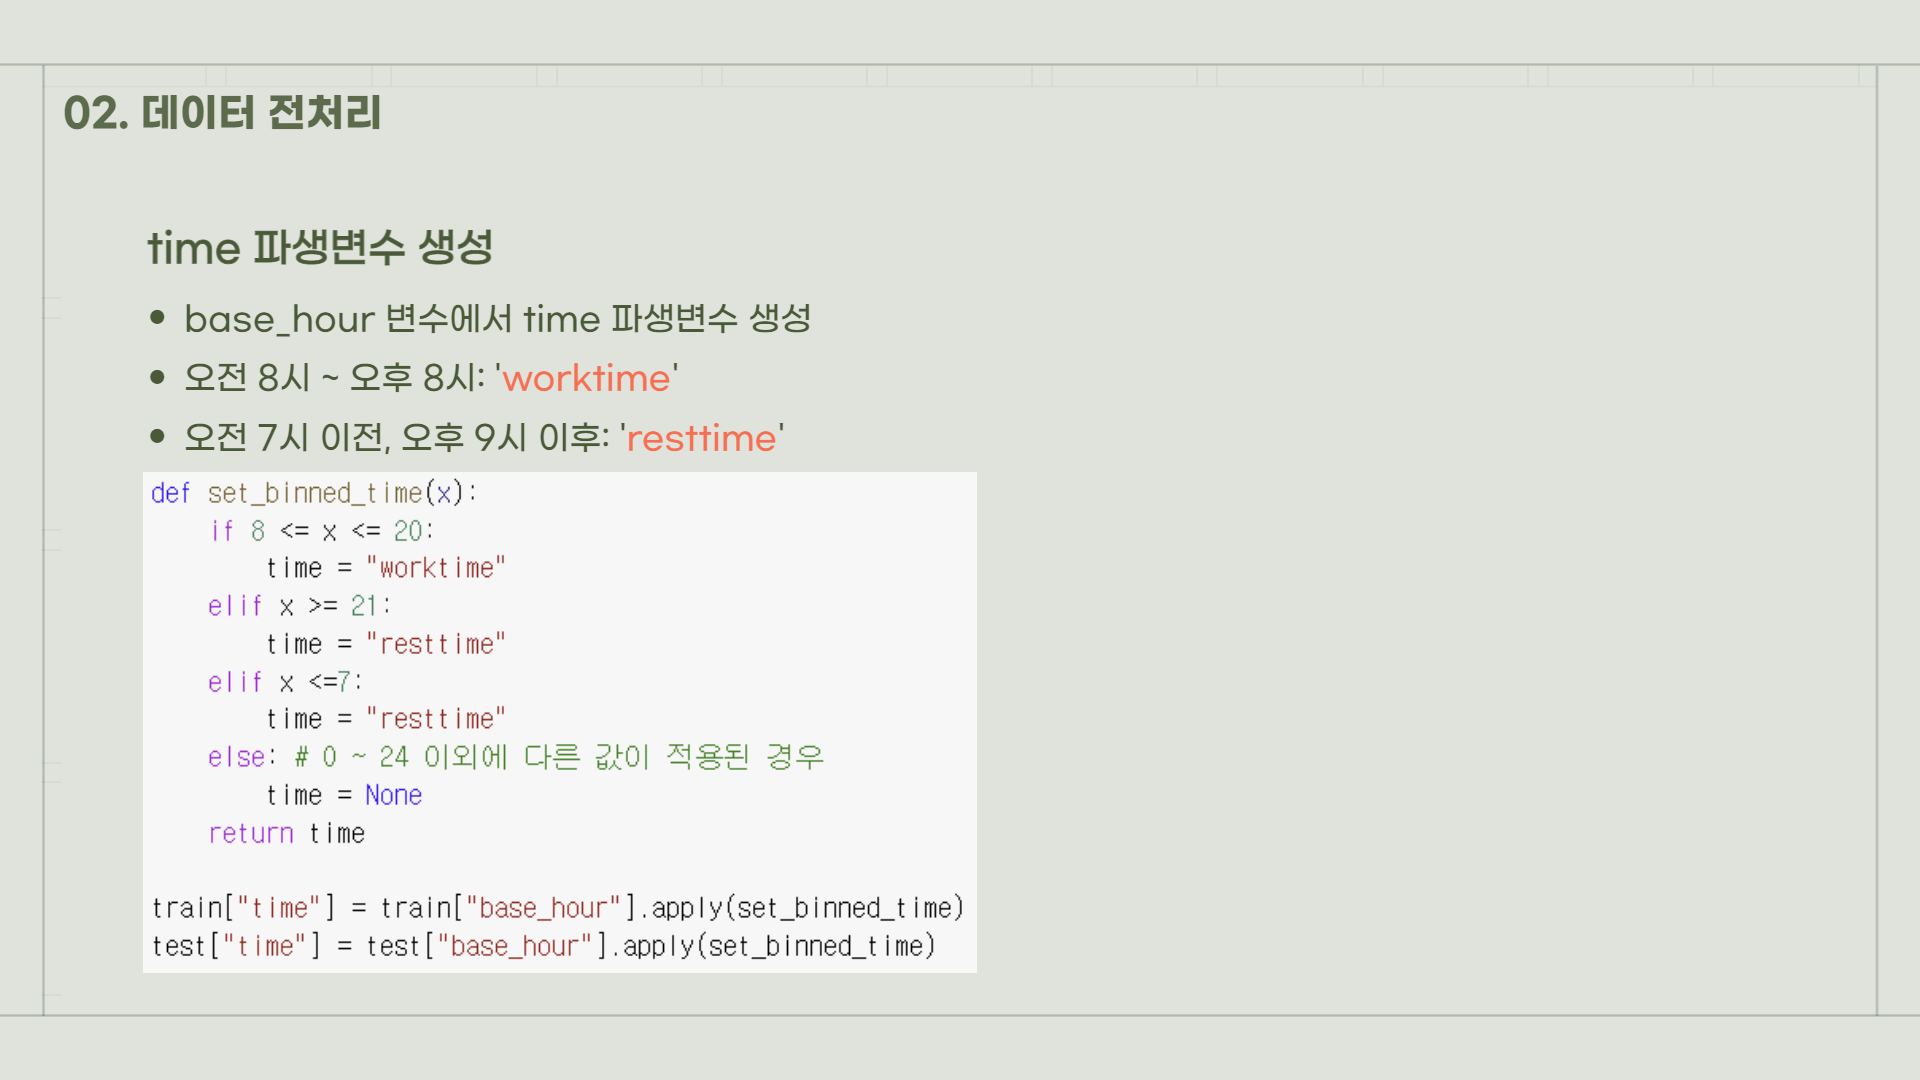 02. 데이터 전처리
time 파생변수 생성
• base_hour 변수에서 time 파생변수 생성
• 오전 8시 ~ 오후 8시: 'worktime'
• 오전 7시 이전, 오후 9시 이후: 'resttime'
def set_binned_time(x):
    if 8 <= x <= 20:
        time = "worktime"
    elif x >= 21:
        time = "resttime"
    elif x <=7:
        time = "resttime"
    else: # 0 ~ 24 이외에 다른 값이 적용된 경우
        time = None
    return time
train["time"] = train["base_hour"].apply(set_binned_time)
test["time"] = test["base_hour"].apply(set_binned_time)